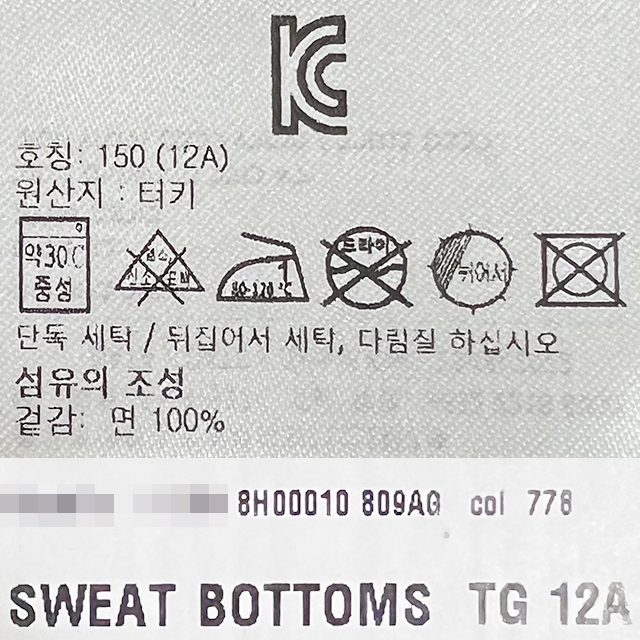 KC
호칭: 150 (12A)
원산지 : 터키
약30℃ 중성 염소,산소표백 80-120℃ 드라이 뉘어서
단독 세탁 / 뒤집어서 세탁, 다림질 하십시오
섬유의 조성
겉감: 면 100%
8H00010 809AG col 778
SWEAT BOTTOMS TG 12A